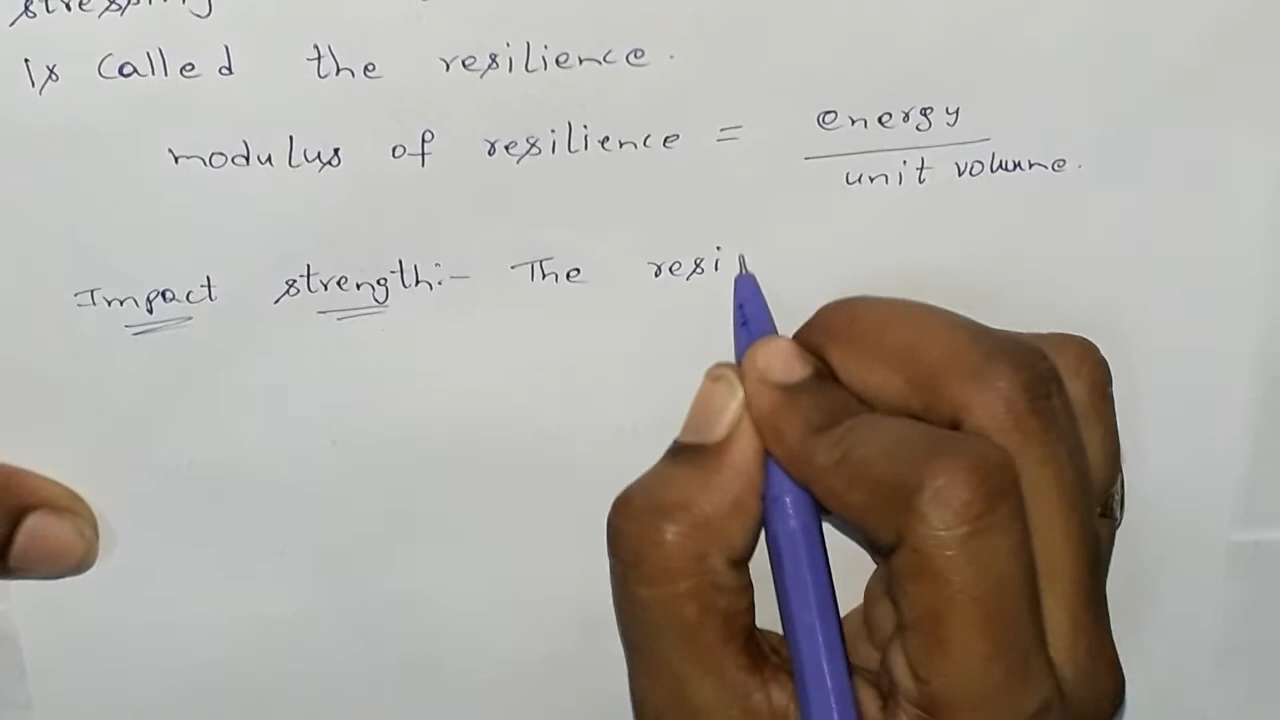 is called the resilience.
modulus of resilience = energy
unit volume.
Impact strength:- The resi